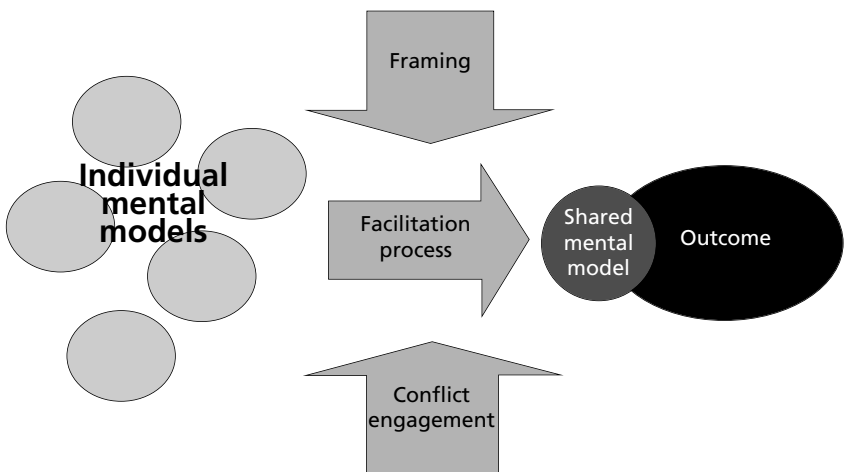 Framing
Individual
mental
models
Facilitation
process
Shared
mental
model
Outcome
Conflict
engagement